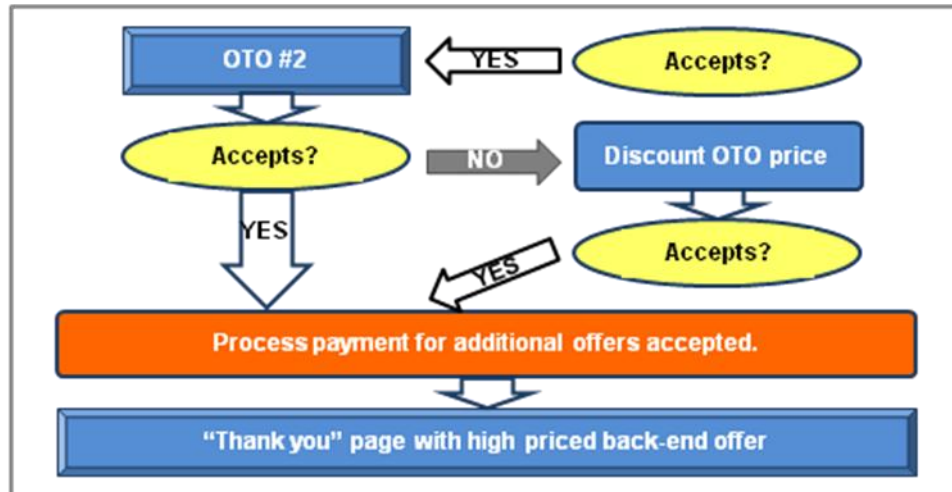 OTO #2
YES
Accepts?
Accepts?
NO
Discount OTO price
YES
YES
Accepts?
Process payment for additional offers accepted.
“Thank you” page with high priced back-end offer